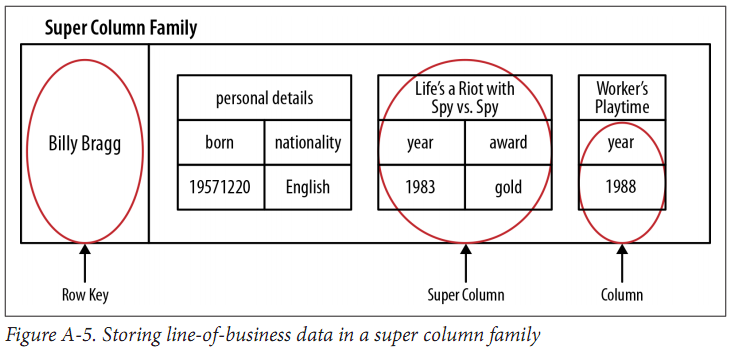 Super Column Family
Billy Bragg
personal details
born
nationality
19571220
English
Life's a Riot with
Spy vs. Spy
year
award
1983
gold
Worker's
Playtime
year
1988
Row Key
Super Column
Column
Figure A-5. Storing line-of-business data in a super column family